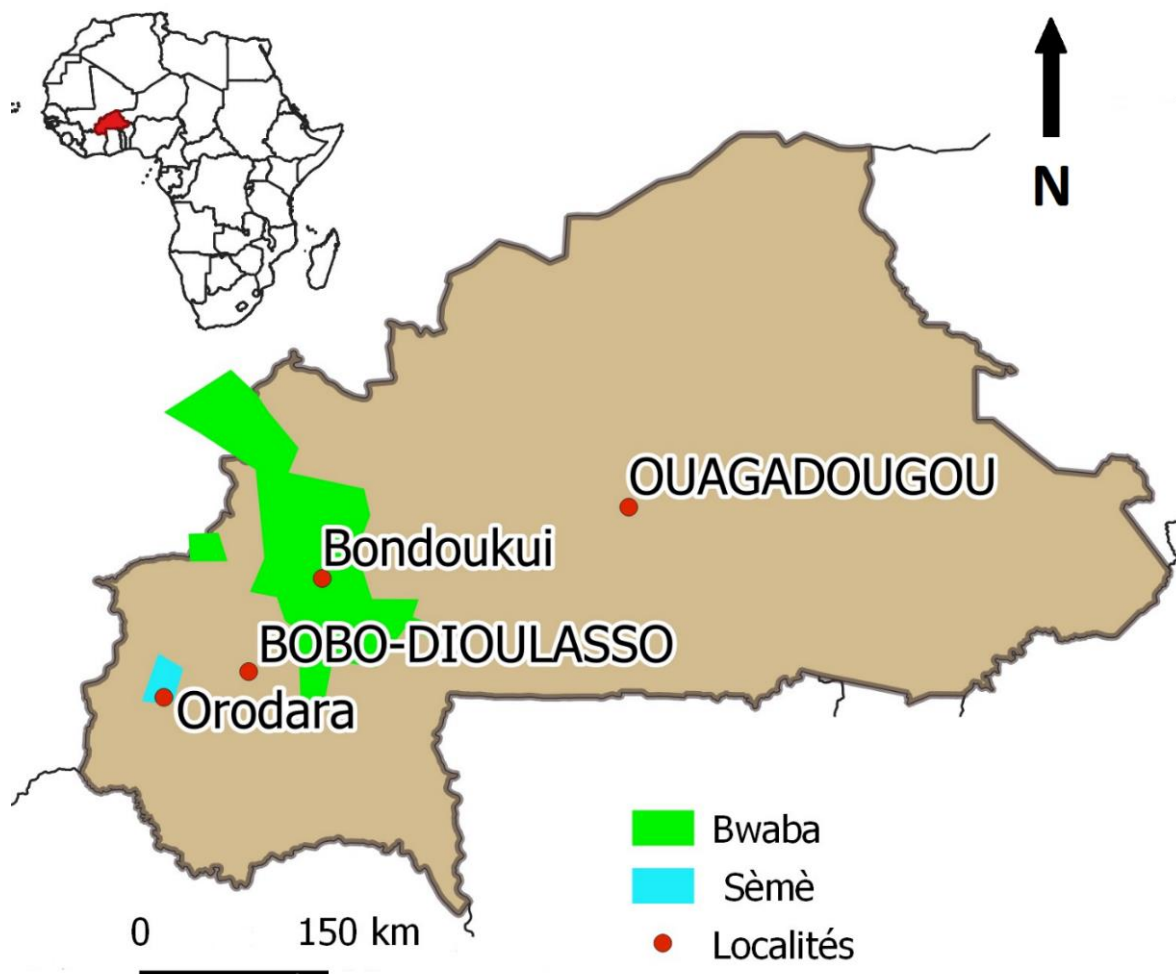 N
OUAGADOUGOU
Bondoukui
BOBO-DIOULASSO
Orodara
Bwaba
Sèmè
0 150 km
Localités